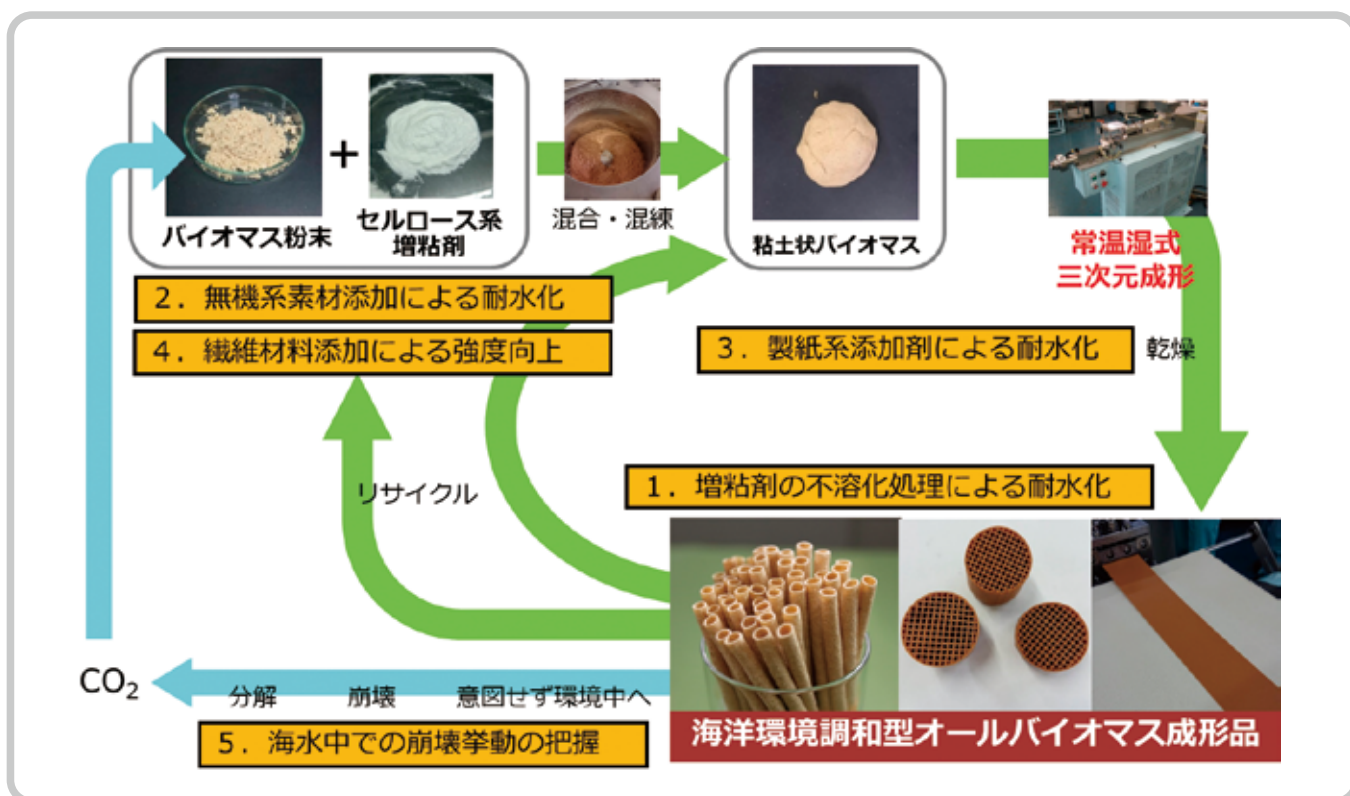 +
バイオマス粉末
セルロース系
増粘剤
混合・混練
粘土状バイオマス
常温湿式
三次元成形
2．無機系素材添加による耐水化
4．繊維材料添加による強度向上
3．製紙系添加剤による耐水化
乾燥
リサイクル
1．増粘剤の不溶化処理による耐水化
CO₂
分解
崩壊
意図せず環境中へ
海洋環境調和型オールバイオマス成形品
5．海水中での崩壊挙動の把握